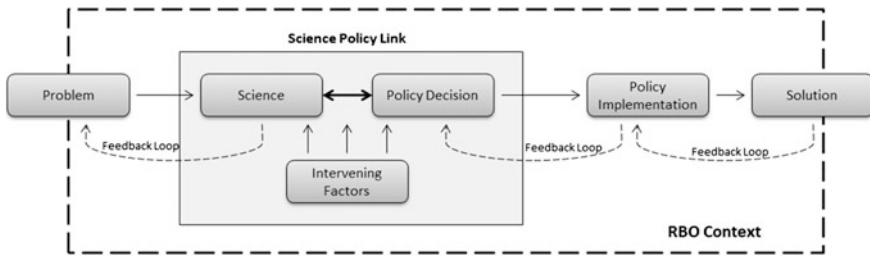 Science Policy Link
Problem
Science
Policy Decision
Policy
Implementation
Solution
Feedback Loop
Feedback Loop
Feedback Loop
Intervening
Factors
RBO Context